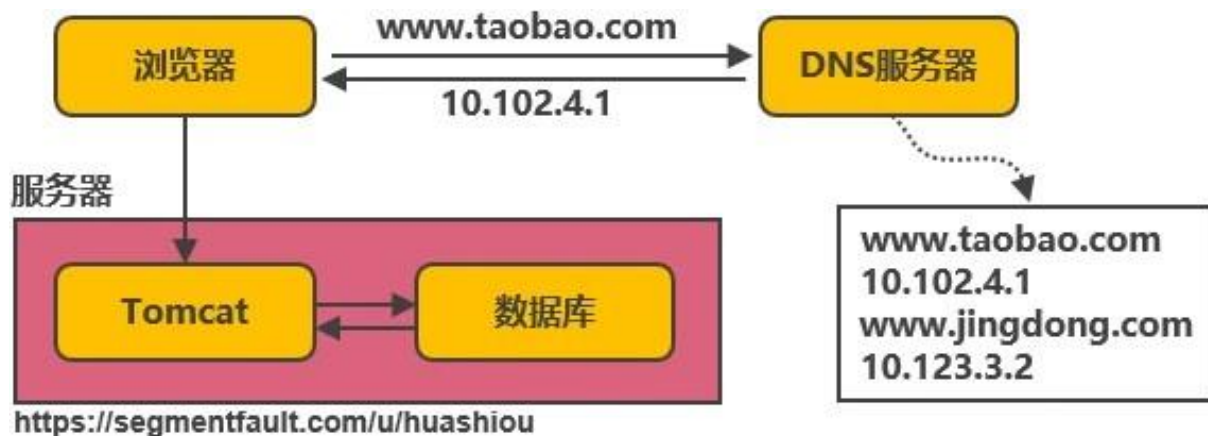 浏览器
www.taobao.com
10.102.4.1
DNS服务器
服务器
Tomcat
数据库
www.taobao.com
10.102.4.1
www.jingdong.com
10.123.3.2
https://segmentfault.com/u/huashiou